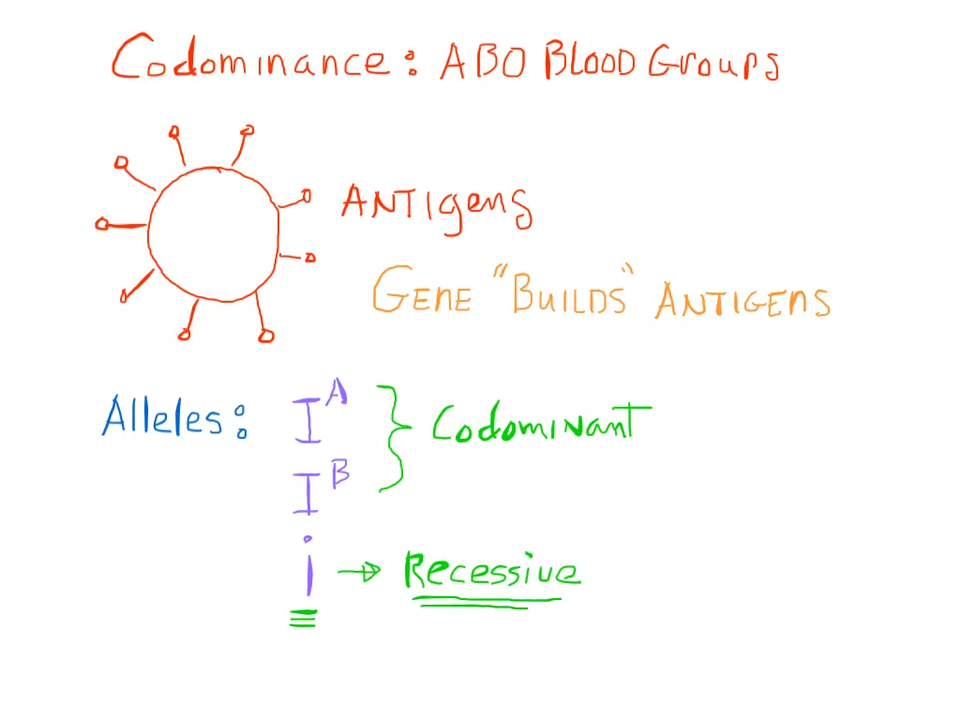 Codominance: ABO Blood Groups
Antigens
Gene "Builds" Antigens
Alleles: I^A } Codominant
I^B
i → Recessive